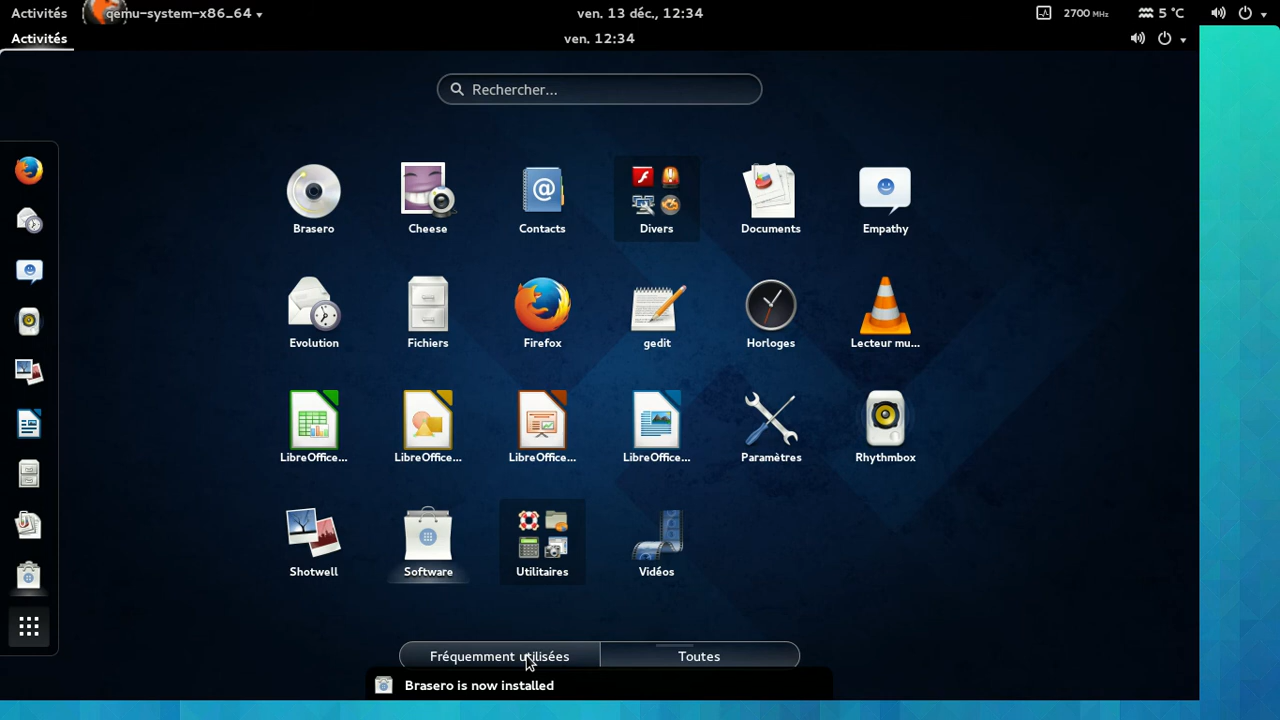 Activités
qemu-system-x86_64
ven. 13 déc., 12:34
2700 MHz
5 °C
Activités
ven. 12:34
Rechercher...
Brasero
Cheese
Contacts
Divers
Documents
Empathy
Evolution
Fichiers
Firefox
gedit
Horloges
Lecteur mu...
LibreOffice...
LibreOffice...
LibreOffice...
LibreOffice...
Paramètres
Rhythmbox
Shotwell
Software
Utilitaires
Vidéos
Fréquemment utilisées
Toutes
Brasero is now installed